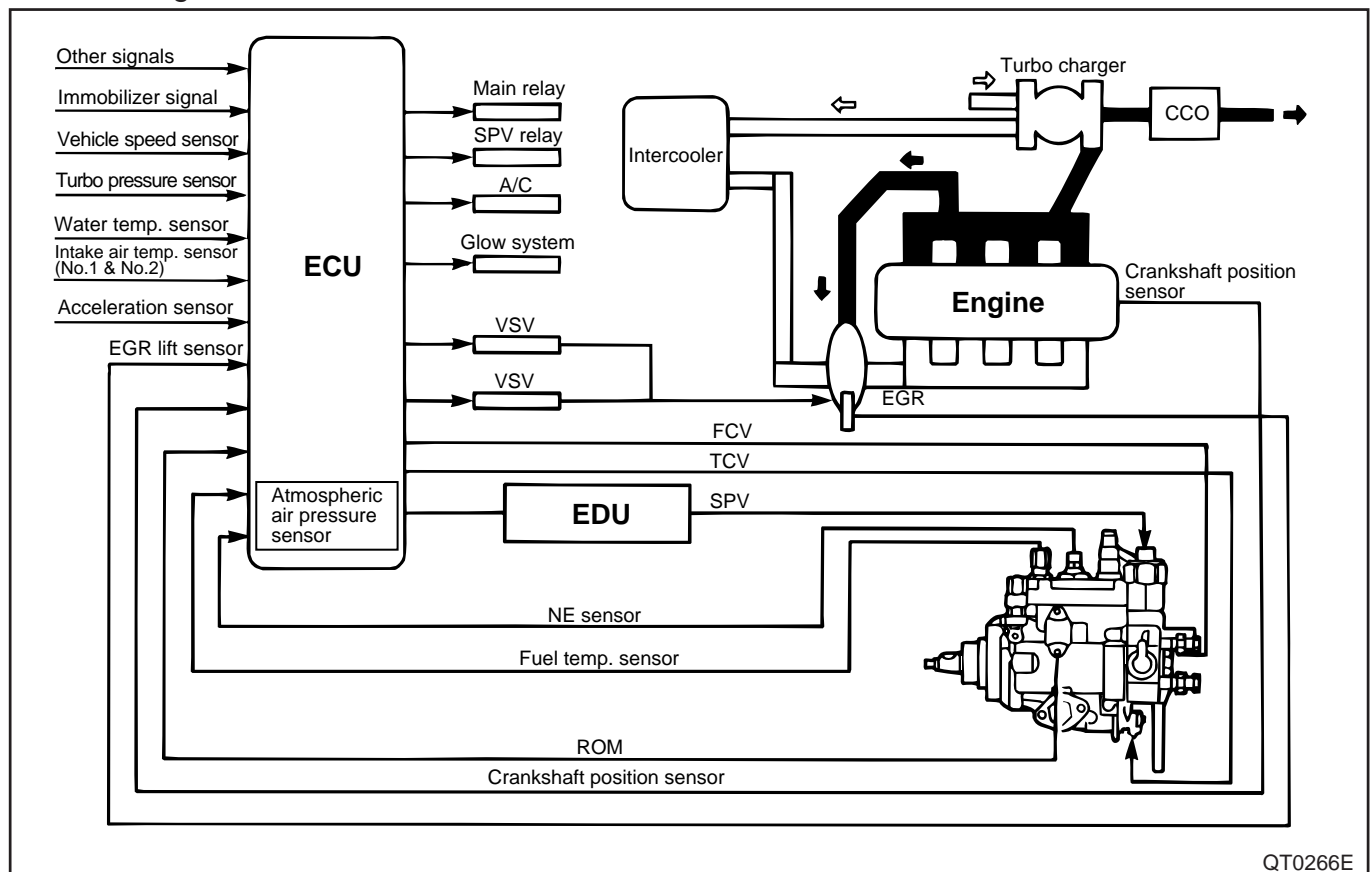 Other signals
Immobilizer signal
Vehicle speed sensor
Turbo pressure sensor
Water temp. sensor
Intake air temp. sensor
(No.1 & No.2)
Acceleration sensor
EGR lift sensor
ECU
Atmospheric
air pressure
sensor
Main relay
SPV relay
A/C
Glow system
VSV
VSV
Intercooler
Turbo charger
CCO
Engine
Crankshaft position
sensor
EGR
FCV
TCV
EDU
SPV
NE sensor
Fuel temp. sensor
ROM
Crankshaft position sensor
QT0266E